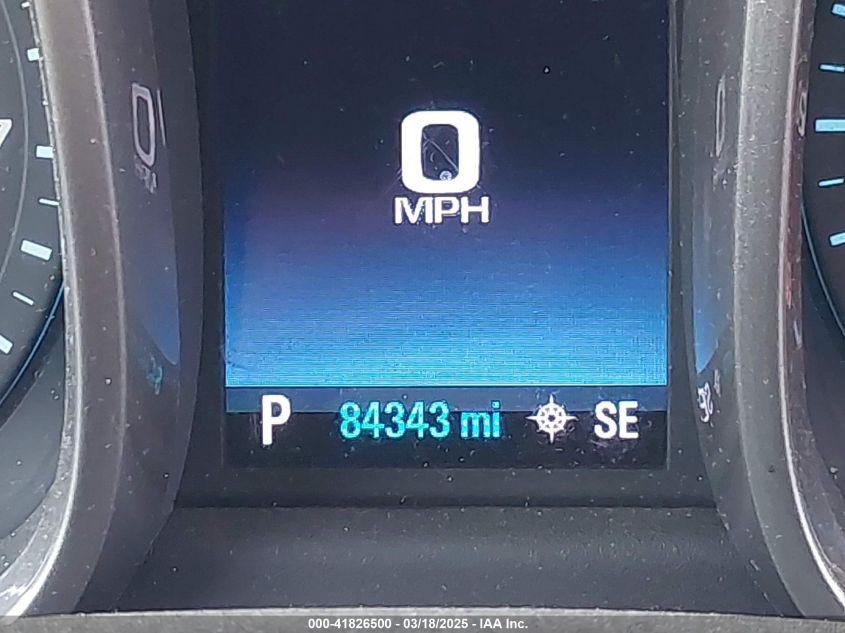 0
MPH
P 84343 mi SE
000-41826500 - 03/18/2025 - IAA Inc.